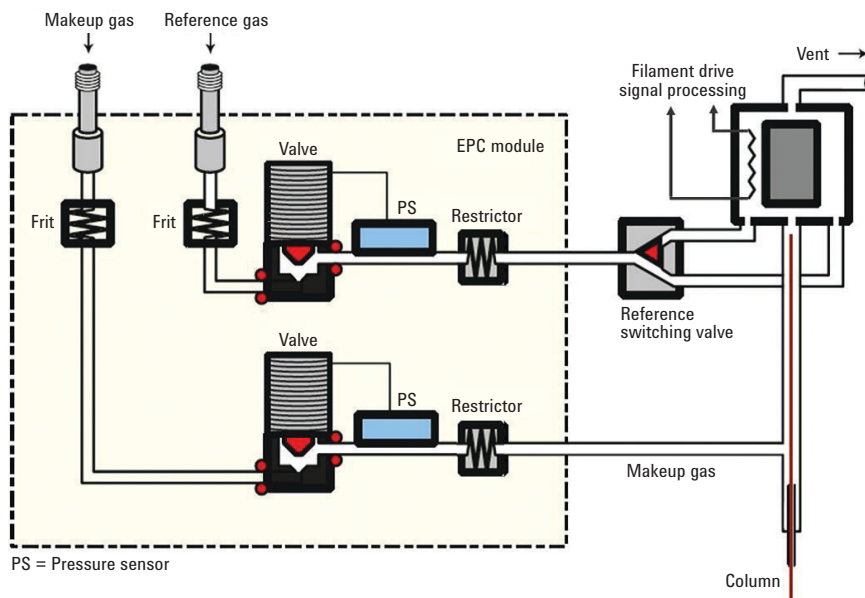 Makeup gas
Reference gas
Vent
Filament drive
signal processing
Valve
EPC module
PS
Restrictor
Frit
Frit
Reference
switching valve
Valve
PS
Restrictor
Makeup gas
PS = Pressure sensor
Column